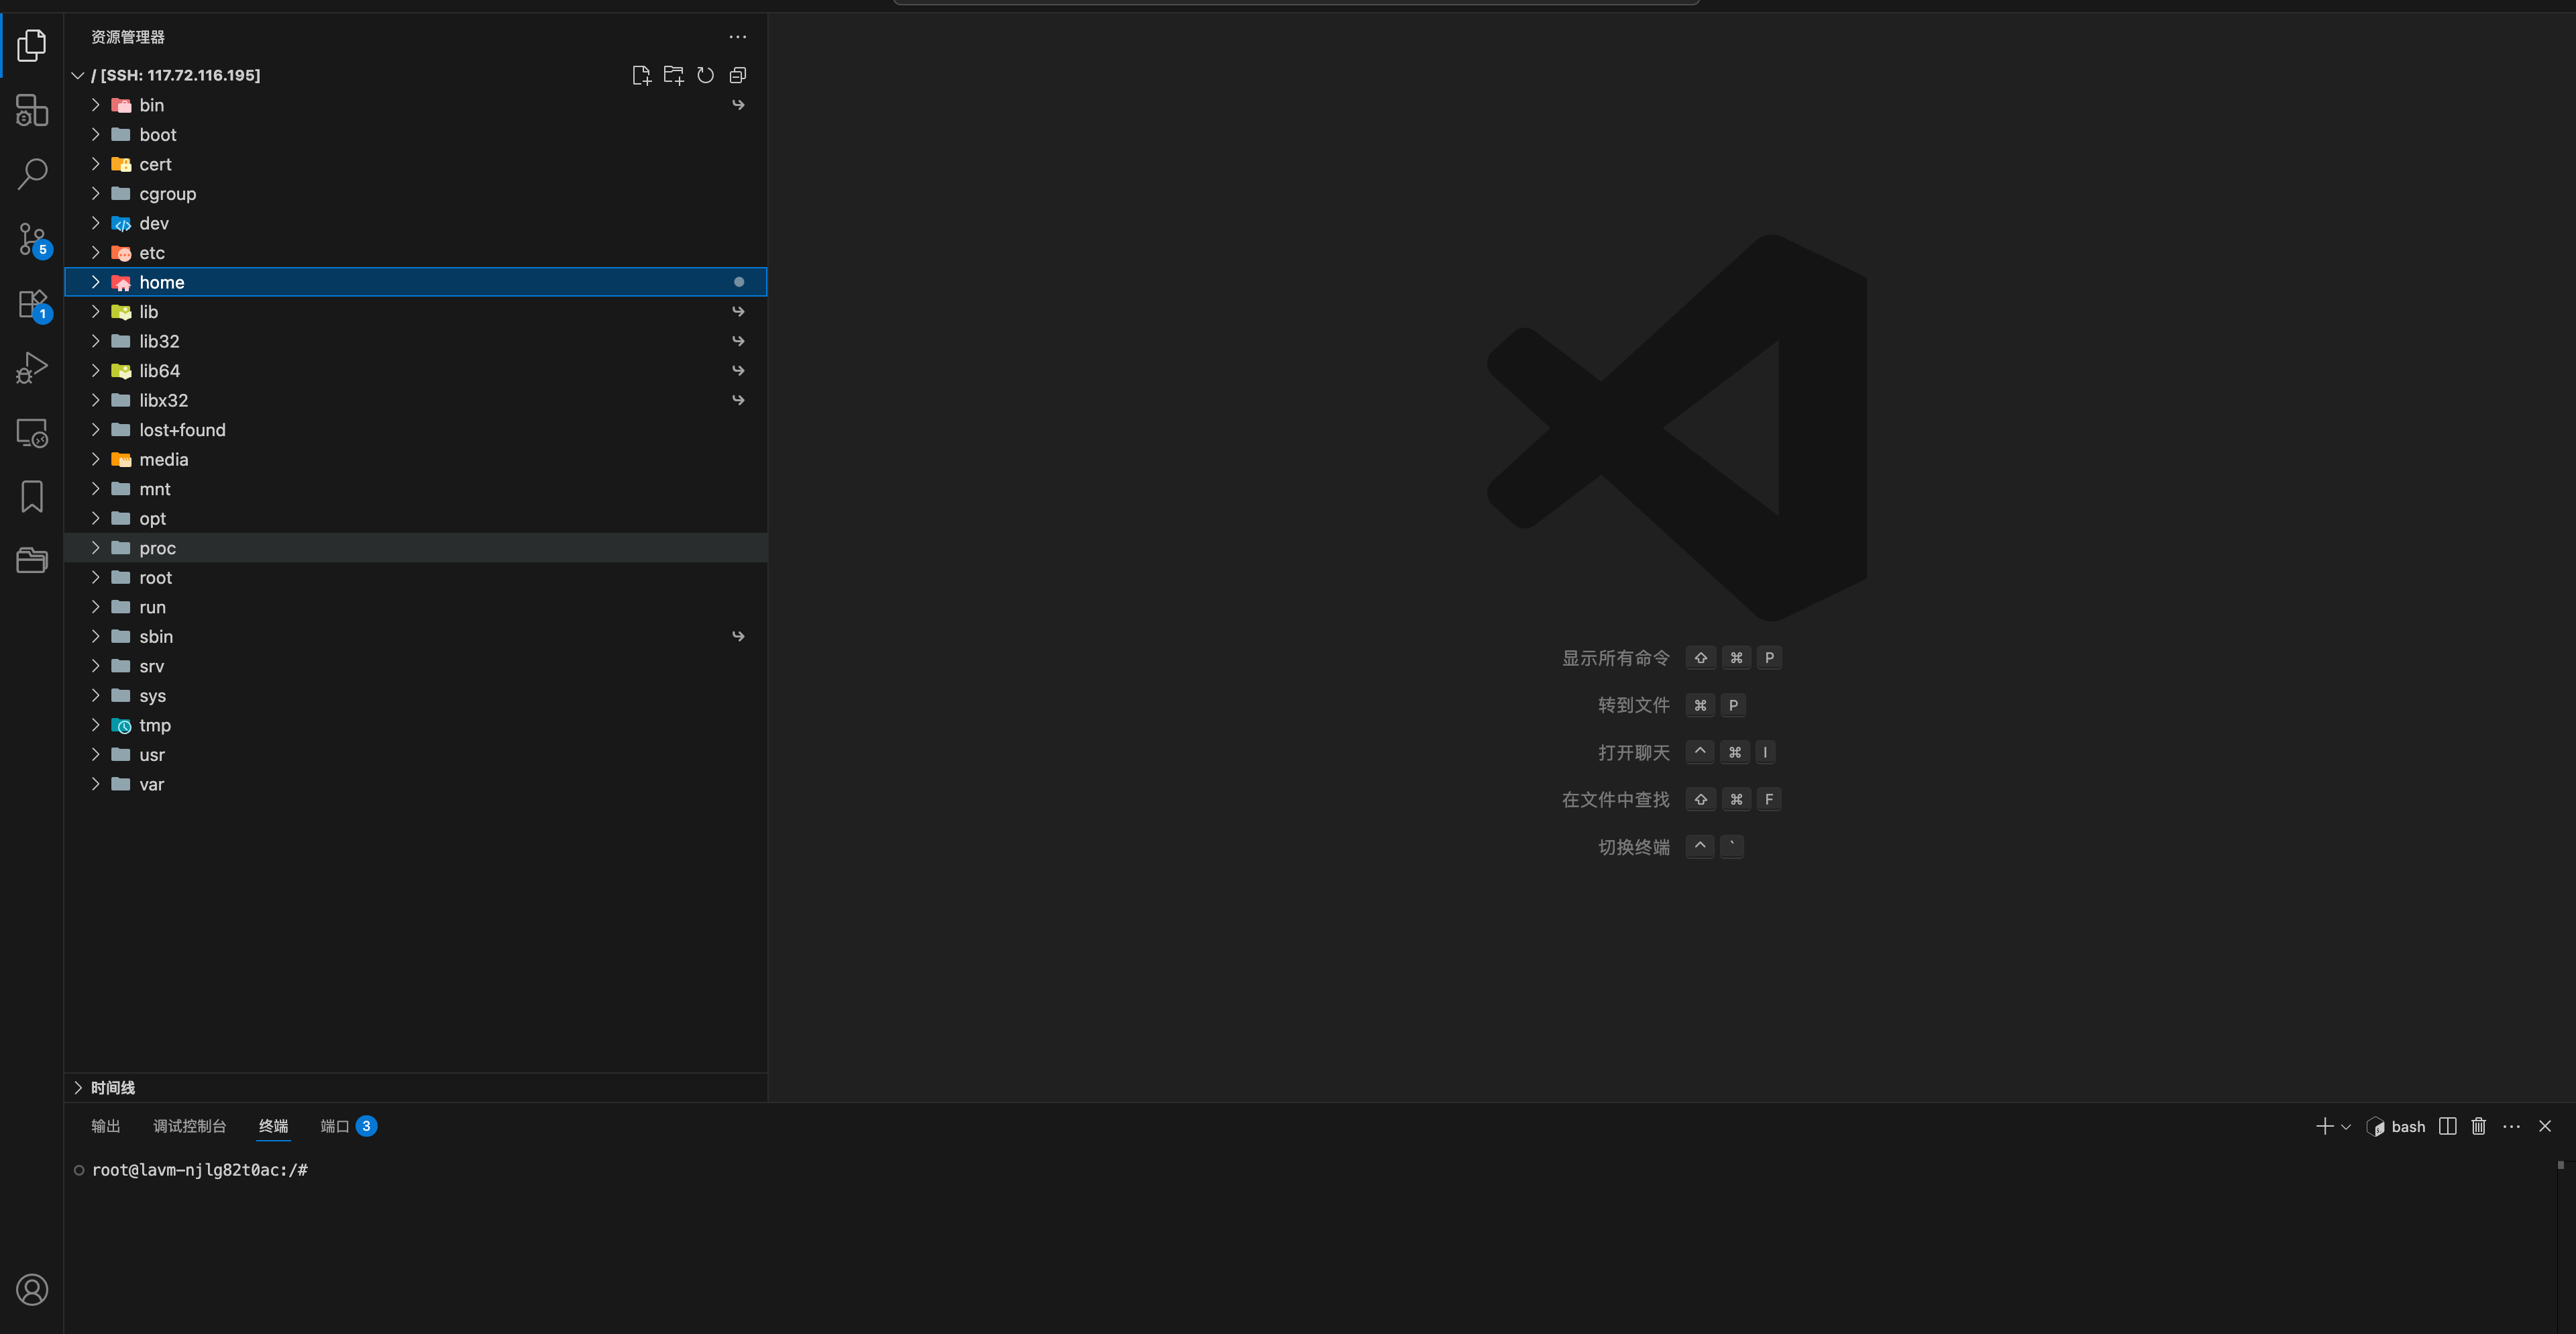 资源管理器
/ [SSH: 117.72.116.195]
bin
boot
cert
cgroup
dev
5
etc
home
1
lib
lib32
lib64
libx32
lost+found
media
mnt
opt
proc
root
run
sbin
srv
sys
tmp
usr
var
显示所有命令 ⇧ ⌘ P
转到文件 ⌘ P
打开聊天 ^ ⌘ I
在文件中查找 ⇧ ⌘ F
切换终端 ^ `
时间线
输出 调试控制台 终端 端口 3 bash
root@lavm-njlg82t0ac:/#